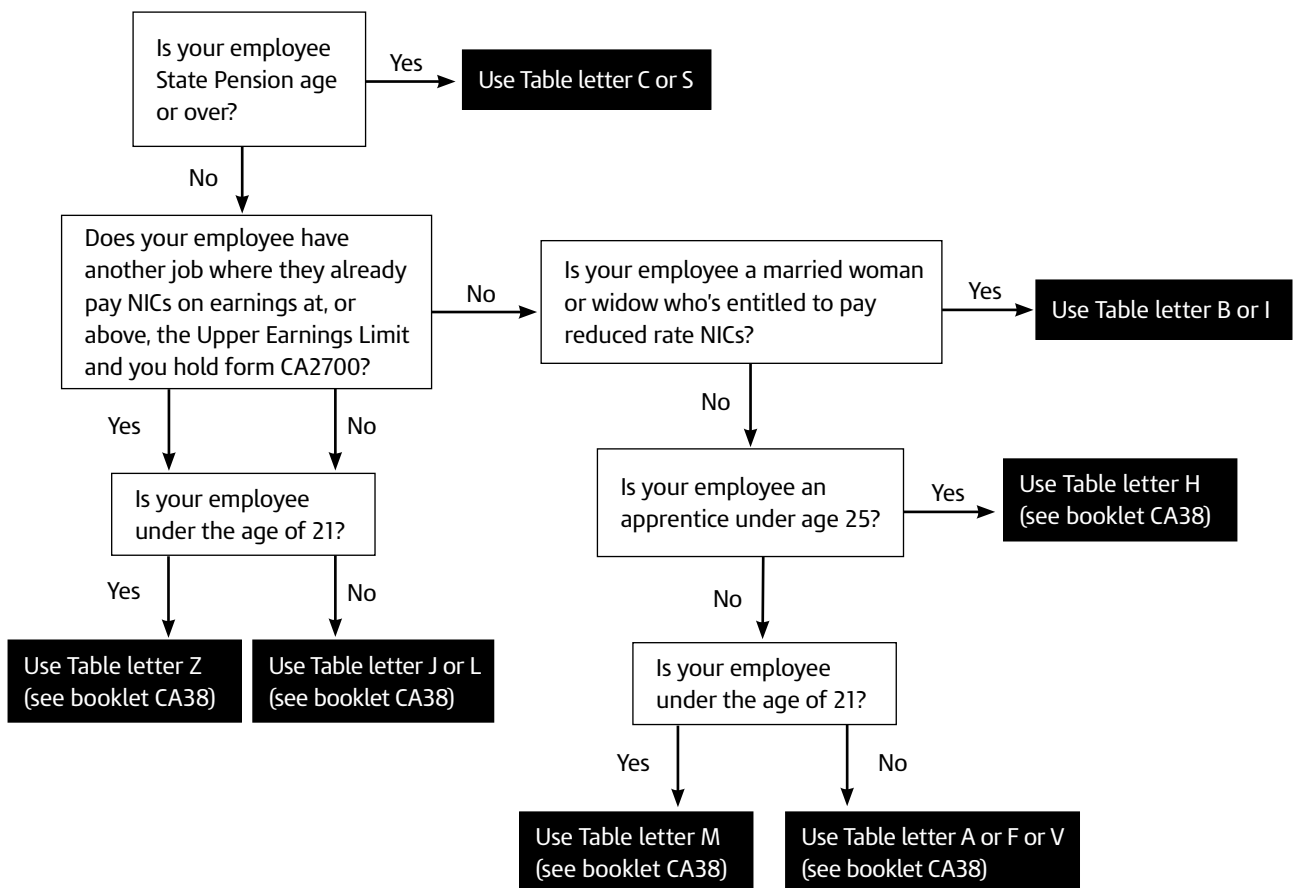 Is your employee
State Pension age
or over?
Yes
Use Table letter C or S
No
Does your employee have
another job where they already
pay NICs on earnings at, or
above, the Upper Earnings Limit
and you hold form CA2700?
No
Is your employee a married woman
or widow who's entitled to pay
reduced rate NICs?
Yes
Use Table letter B or I
Yes
No
No
Is your employee
under the age of 21?
Is your employee an
apprentice under age 25?
Yes
Use Table letter H
(see booklet CA38)
Yes
No
No
Use Table letter Z
(see booklet CA38)
Use Table letter J or L
(see booklet CA38)
Is your employee
under the age of 21?
Yes
No
Use Table letter M
(see booklet CA38)
Use Table letter A or F or V
(see booklet CA38)